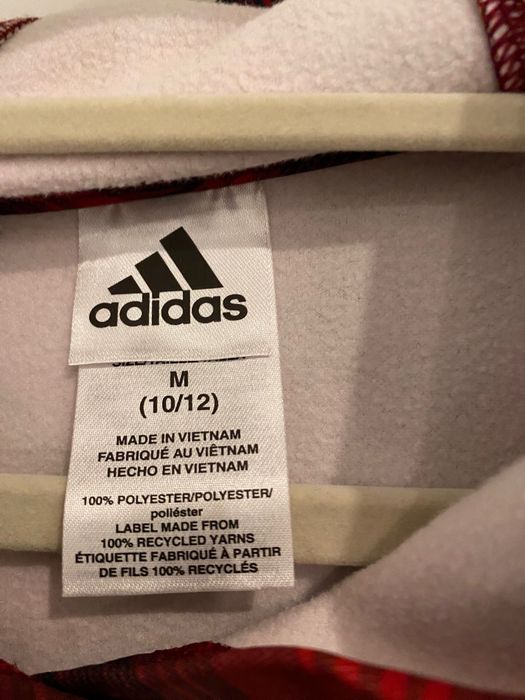 adidas
M
(10/12)
MADE IN VIETNAM
FABRIQUÉ AU VIÊTNAM
HECHO EN VIETNAM
100% POLYESTER/POLYESTER/
poliéster
LABEL MADE FROM
100% RECYCLED YARNS
ÉTIQUETTE FABRIQUÉ À PARTIR
DE FILS 100% RECYCLÉS